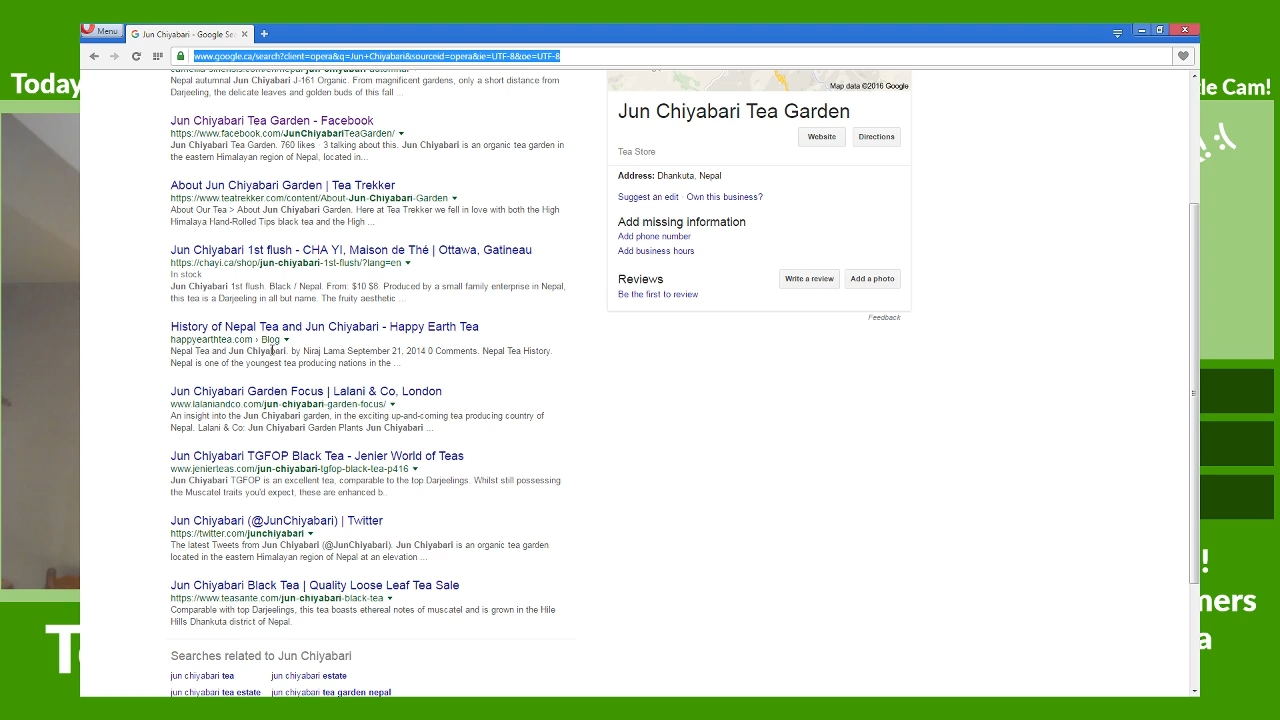 Menu
Jun Chiyabari - Google Se
www.google.ca/search?client=opera&q=Jun+Chiyabari&sourceid=opera&ie=UTF-8&oe=UTF-8
Today
le Cam!
Nepal autumnal Jun Chiyabari J-161 Organic. From magnificent gardens, only a short distance from
Darjeeling, the delicate leaves and golden buds of this fall ...
Jun Chiyabari Tea Garden - Facebook
https://www.facebook.com/JunChiyabariTeaGarden/
Jun Chiyabari Tea Garden. 760 likes · 3 talking about this. Jun Chiyabari is an organic tea garden in
the eastern Himalayan region of Nepal, located in...
About Jun Chiyabari Garden | Tea Trekker
https://www.teatrekker.com/content/About-Jun-Chiyabari-Garden
About Our Tea > About Jun Chiyabari Garden. Here at Tea Trekker we fell in love with both the High
Himalaya Hand-Rolled Tips black tea and the High ...
Jun Chiyabari 1st flush - CHA YI, Maison de Thé | Ottawa, Gatineau
https://chayi.ca/shop/jun-chiyabari-1st-flush/?lang=en
In stock
Jun Chiyabari 1st flush. Black / Nepal. From: $10 $8. Produced by a small family enterprise in Nepal,
this tea is a Darjeeling in all but name. The fruity aesthetic ...
History of Nepal Tea and Jun Chiyabari - Happy Earth Tea
happyearthtea.com › Blog
Nepal Tea and Jun Chiyabari. by Niraj Lama September 21, 2014 0 Comments. Nepal Tea History.
Nepal is one of the youngest tea producing nations in the ...
Jun Chiyabari Garden Focus | Lalani & Co, London
www.lalaniandco.com/jun-chiyabari-garden-focus/
An insight into the Jun Chiyabari garden, in the exciting up-and-coming tea producing country of
Nepal. Lalani & Co: Jun Chiyabari Garden Plants Jun Chiyabari ...
Jun Chiyabari TGFOP Black Tea - Jenier World of Teas
www.jenierteas.com/jun-chiyabari-tgfop-black-tea-p416
Jun Chiyabari TGFOP is an excellent tea, comparable to the top Darjeelings. Whilst still possessing
the Muscatel traits you'd expect, these are enhanced b..
Jun Chiyabari (@JunChiyabari) | Twitter
https://twitter.com/junchiyabari
The latest Tweets from Jun Chiyabari (@JunChiyabari). Jun Chiyabari is an organic tea garden
located in the eastern Himalayan region of Nepal at an elevation ...
Jun Chiyabari Black Tea | Quality Loose Leaf Tea Sale
https://www.teasante.com/jun-chiyabari-black-tea
Comparable with top Darjeelings, this tea boasts ethereal notes of muscatel and is grown in the Hile
Hills Dhankuta district of Nepal.
Searches related to Jun Chiyabari
jun chiyabari tea
jun chiyabari estate
jun chiyabari tea estate
jun chiyabari tea garden nepal
Map data ©2016 Google
Jun Chiyabari Tea Garden
Website
Directions
Tea Store
Address: Dhankuta, Nepal
Suggest an edit · Own this business?
Add missing information
Add phone number
Add business hours
Reviews
Write a review
Add a photo
Be the first to review
Feedback
!
ners
a